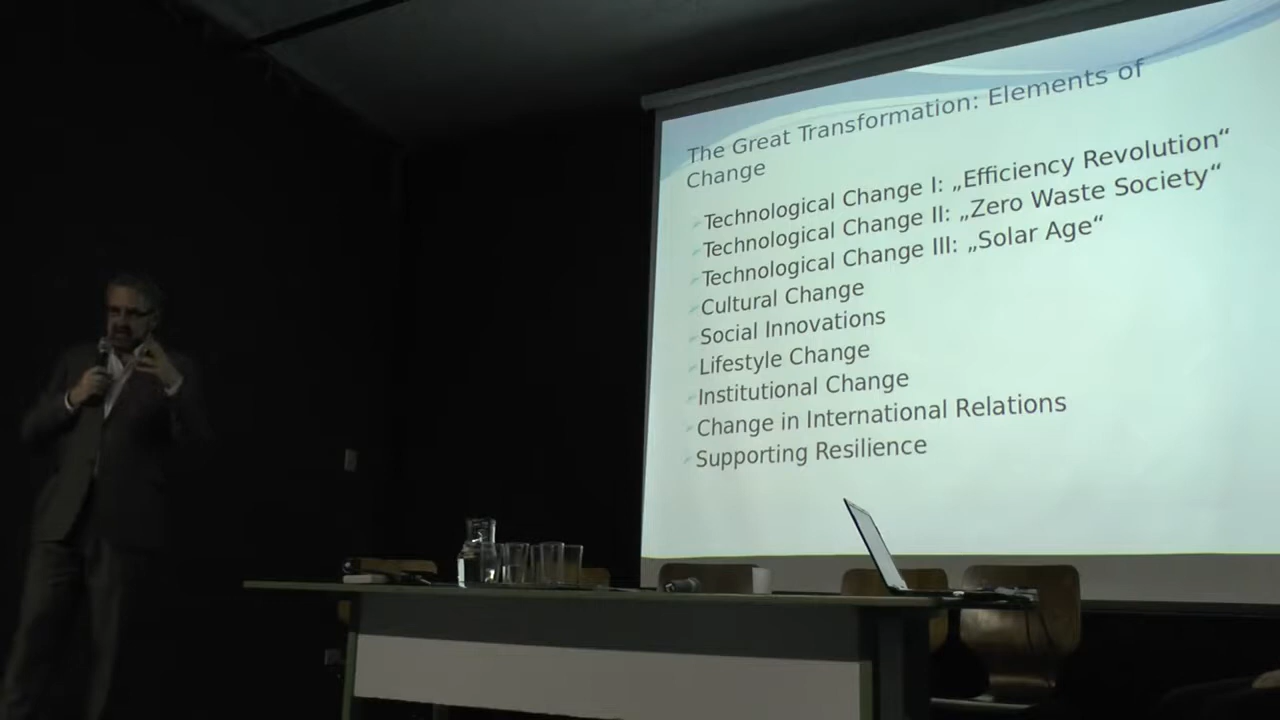 The Great Transformation: Elements of
Change
Technological Change I: „Efficiency Revolution“
Technological Change II: „Zero Waste Society“
Technological Change III: „Solar Age“
Cultural Change
Social Innovations
Lifestyle Change
Institutional Change
Change in International Relations
Supporting Resilience